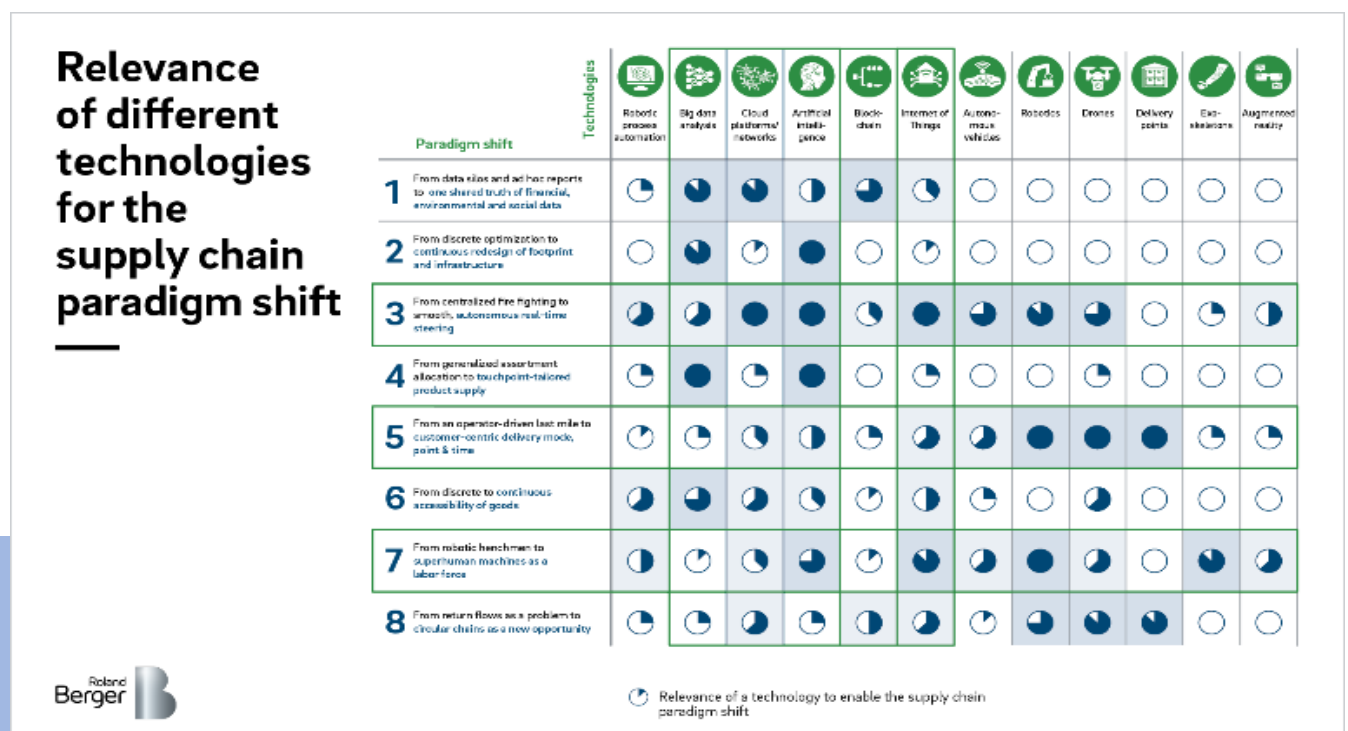 Relevance
of different
technologies
for the
supply chain
paradigm shift
Technologies
Paradigm shift
Robotic
process
automation
Big data
analysis
Cloud
platforms/
networks
Artificial
intelli-
gence
Block-
chain
Internet of
Things
Autono-
mous
vehicles
Robotics
Drones
Delivery
points
Exo-
skeletons
Augmented
reality
1
From data silos and ad hoc reports
to one shared truth of financial,
environmental and social data
2
From discrete optimization to
continuous redesign of footprint
and infrastructure
3
From centralized fire fighting to
smooth, autonomous real-time
steering
4
From generalized assortment
allocation to touchpoint-tailored
product supply
5
From an operator-driven last mile to
customer-centric delivery mode,
point & time
6
From discrete to continuous
accessibility of goods
7
From robotic henchmen to
superhuman machines as a
labor force
8
From return flows as a problem to
circular chains as a new opportunity
Roland
Berger
B
Relevance of a technology to enable the supply chain
paradigm shift